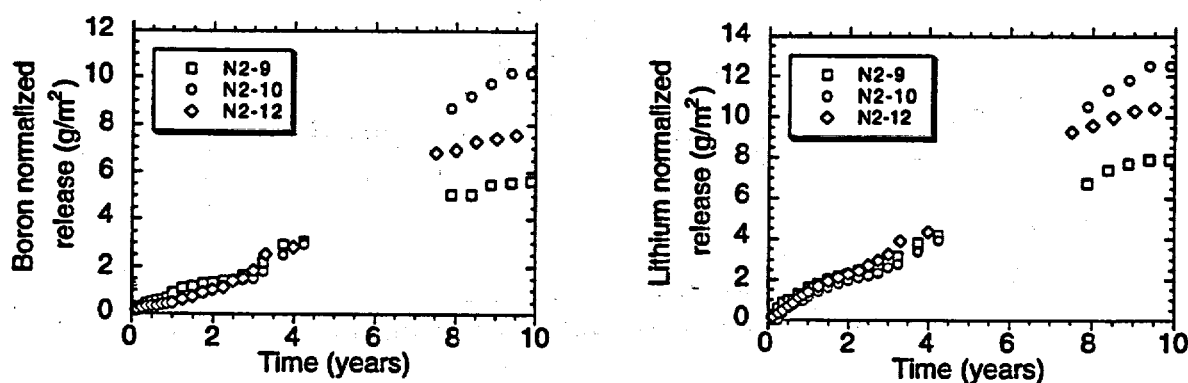 12
10
8
6
4
2
0
Boron normalized
release (g/m²)
N2-9
N2-10
N2-12
0 2 4 6 8 10
Time (years)
14
12
10
8
6
4
2
0
Lithium normalized
release (g/m²)
N2-9
N2-10
N2-12
0 2 4 6 8 10
Time (years)